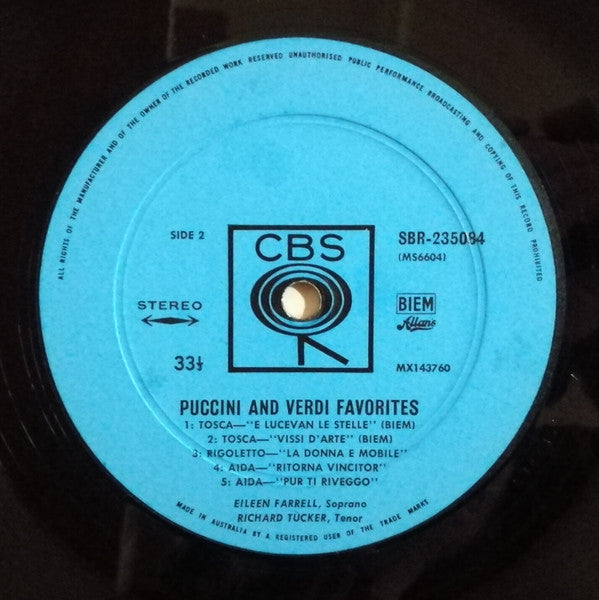 ALL RIGHTS OF THE MANUFACTURER AND OF THE OWNER OF THE RECORDED WORK RESERVED UNAUTHORISED PUBLIC PERFORMANCE BROADCASTING AND COPYING OF THIS RECORD PROHIBITED
SIDE 2
CBS
SBR-235084
(MS6604)
STEREO
BIEM
Allans
33⅓
MX143760
PUCCINI AND VERDI FAVORITES
1: TOSCA—"E LUCEVAN LE STELLE" (BIEM)
2: TOSCA—"VISSI D'ARTE" (BIEM)
3: RIGOLETTO—"LA DONNA E MOBILE"
4: AIDA—"RITORNA VINCITOR"
5: AIDA—"PUR TI RIVEGGO"
EILEEN FARRELL, Soprano
RICHARD TUCKER, Tenor
MADE IN AUSTRALIA BY A REGISTERED USER OF THE TRADE MARKS